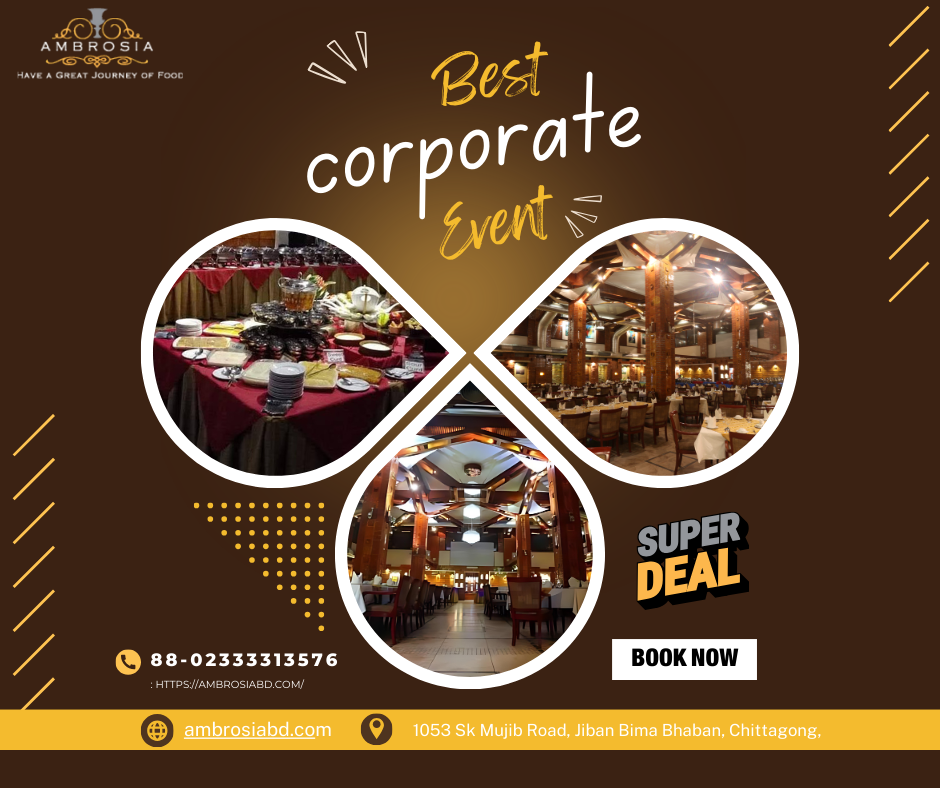 AMBROSIA
HAVE A GREAT JOURNEY OF FOOD
Best
corporate
Event
SUPER
DEAL
BOOK NOW
88-02333313576
: HTTPS://AMBROSIABD.COM/
ambrosiabd.com
1053 Sk Mujib Road, Jiban Bima Bhaban, Chittagong,